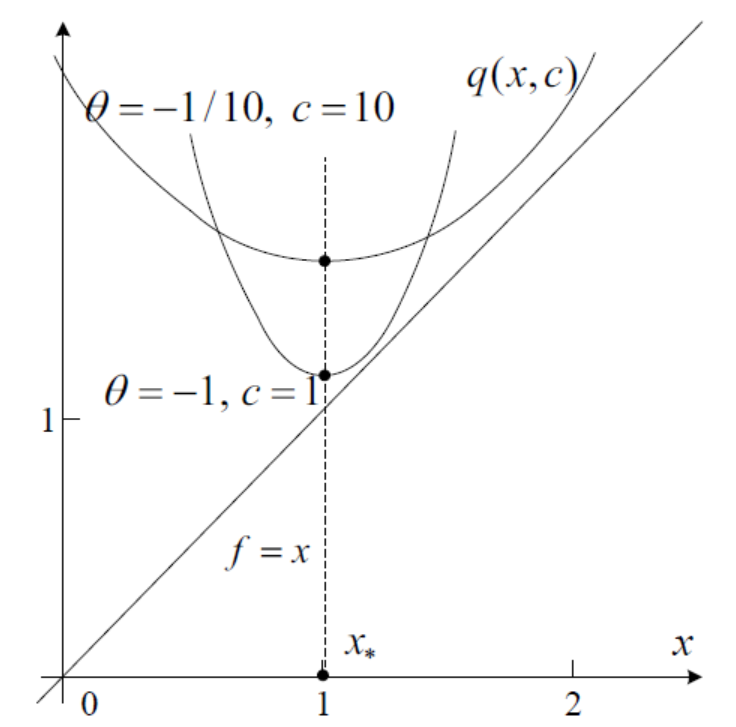 q(x,c)
θ = −1/10, c = 10
θ = −1, c = 1
1
f = x
x* x
0 1 2